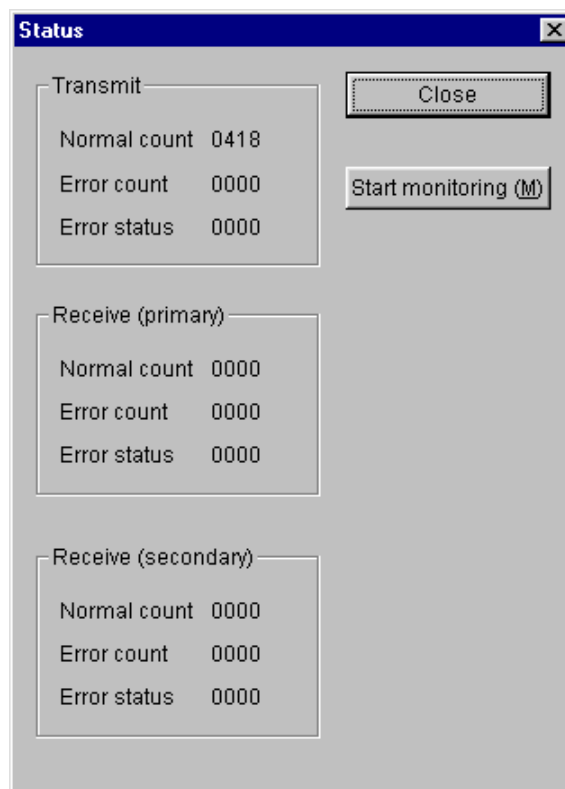 Status
Transmit
Close
Normal count 0418
Error count 0000
Start monitoring (M)
Error status 0000
Receive (primary)
Normal count 0000
Error count 0000
Error status 0000
Receive (secondary)
Normal count 0000
Error count 0000
Error status 0000